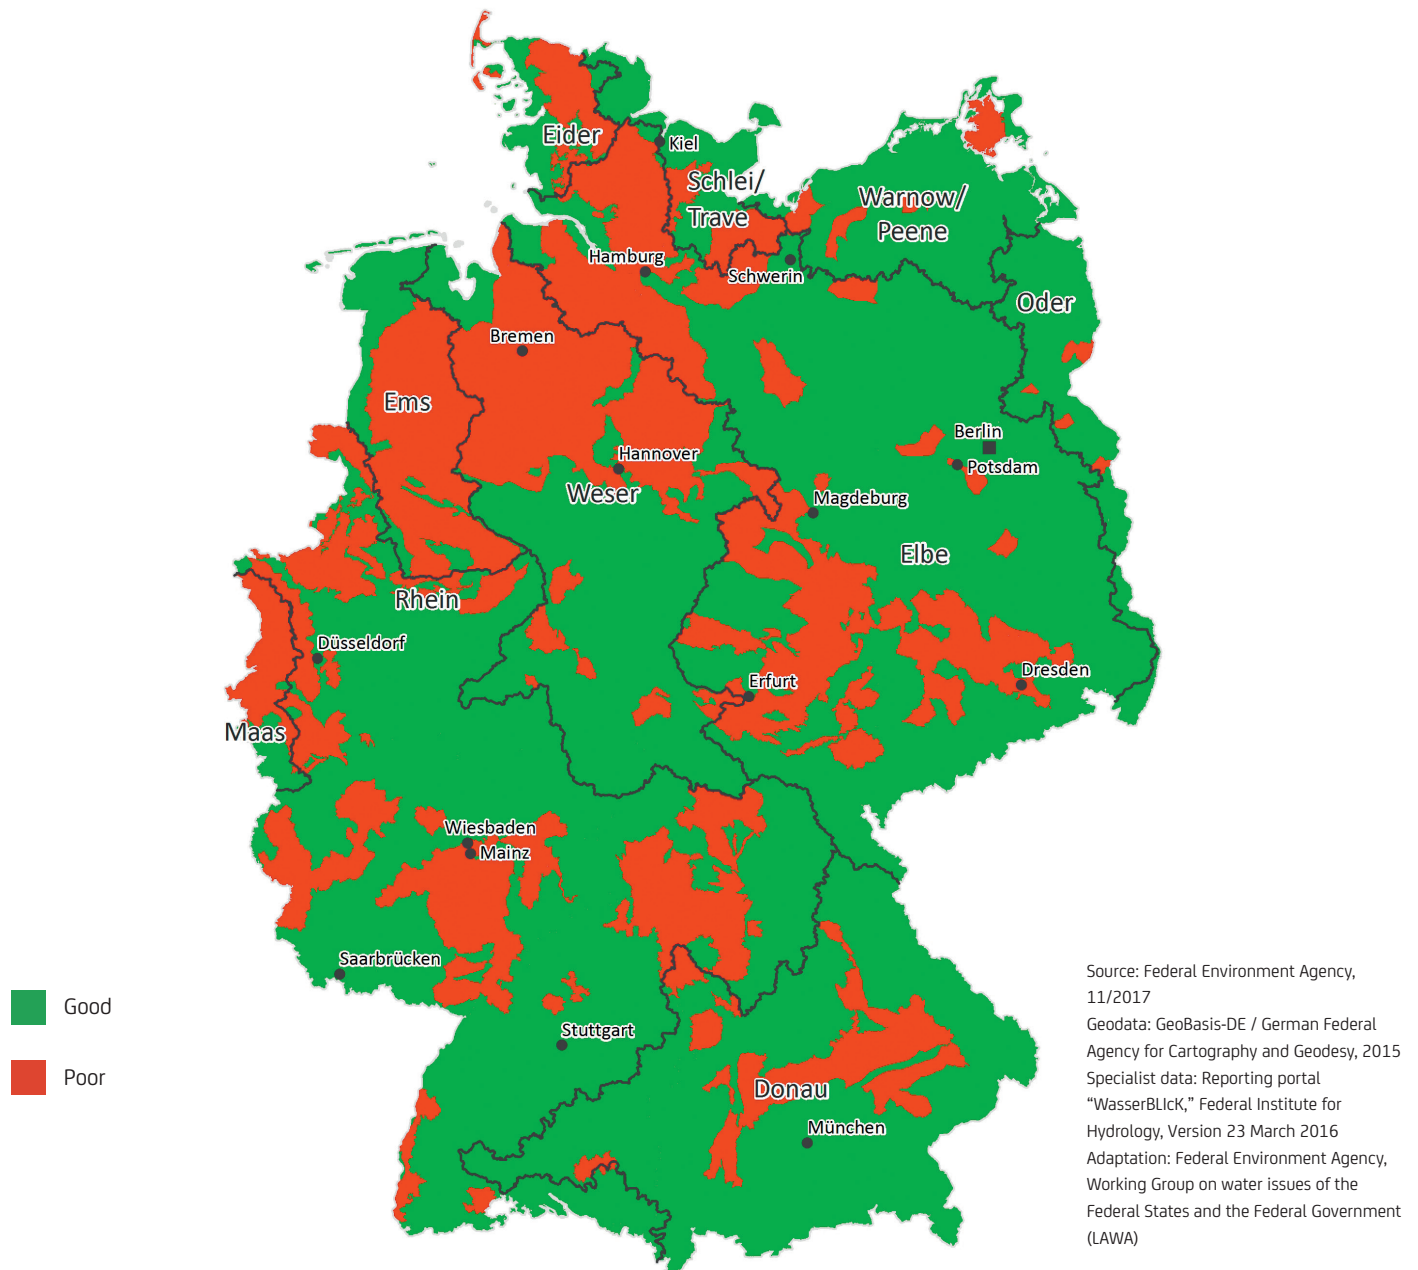 Eider
Kiel
Schlei/
Trave
Warnow/
Peene
Hamburg
Schwerin
Oder
Bremen
Ems
Berlin
Hannover
Potsdam
Weser
Magdeburg
Elbe
Rhein
Düsseldorf
Dresden
Erfurt
Maas
Wiesbaden
Mainz
Saarbrücken
Stuttgart
Donau
München
Good
Poor
Source: Federal Environment Agency,
11/2017
Geodata: GeoBasis-DE / German Federal
Agency for Cartography and Geodesy, 2015
Specialist data: Reporting portal
“WasserBLIcK,” Federal Institute for
Hydrology, Version 23 March 2016
Adaptation: Federal Environment Agency,
Working Group on water issues of the
Federal States and the Federal Government
(LAWA)